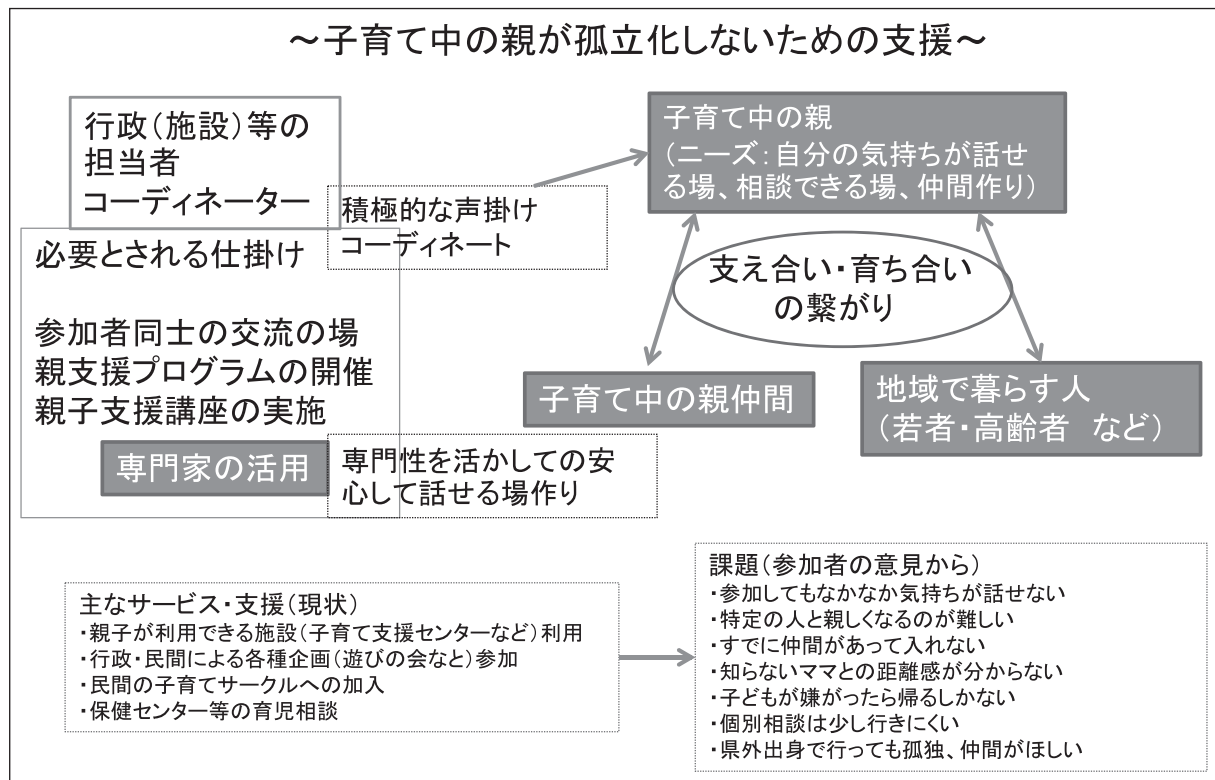 ～子育て中の親が孤立化しないための支援～
行政（施設）等の
担当者
コーディネーター
積極的な声掛け
コーディネート
子育て中の親
（ニーズ：自分の気持ちが話せ
る場、相談できる場、仲間作り）
必要とされる仕掛け
参加者同士の交流の場
親支援プログラムの開催
親子支援講座の実施
専門家の活用
専門性を活かしての安
心して話せる場作り
支え合い・育ち合い
の繋がり
子育て中の親仲間
地域で暮らす人
（若者・高齢者　など）
主なサービス・支援（現状）
・親子が利用できる施設（子育て支援センターなど）利用
・行政・民間による各種企画（遊びの会など）参加
・民間の子育てサークルへの加入
・保健センター等の育児相談
課題（参加者の意見から）
・参加してもなかなか気持ちが話せない
・特定の人と親しくなるのが難しい
・すでに仲間があって入れない
・知らないママとの距離感が分からない
・子どもが嫌がったら帰るしかない
・個別相談は少し行きにくい
・県外出身で行っても孤独、仲間がほしい